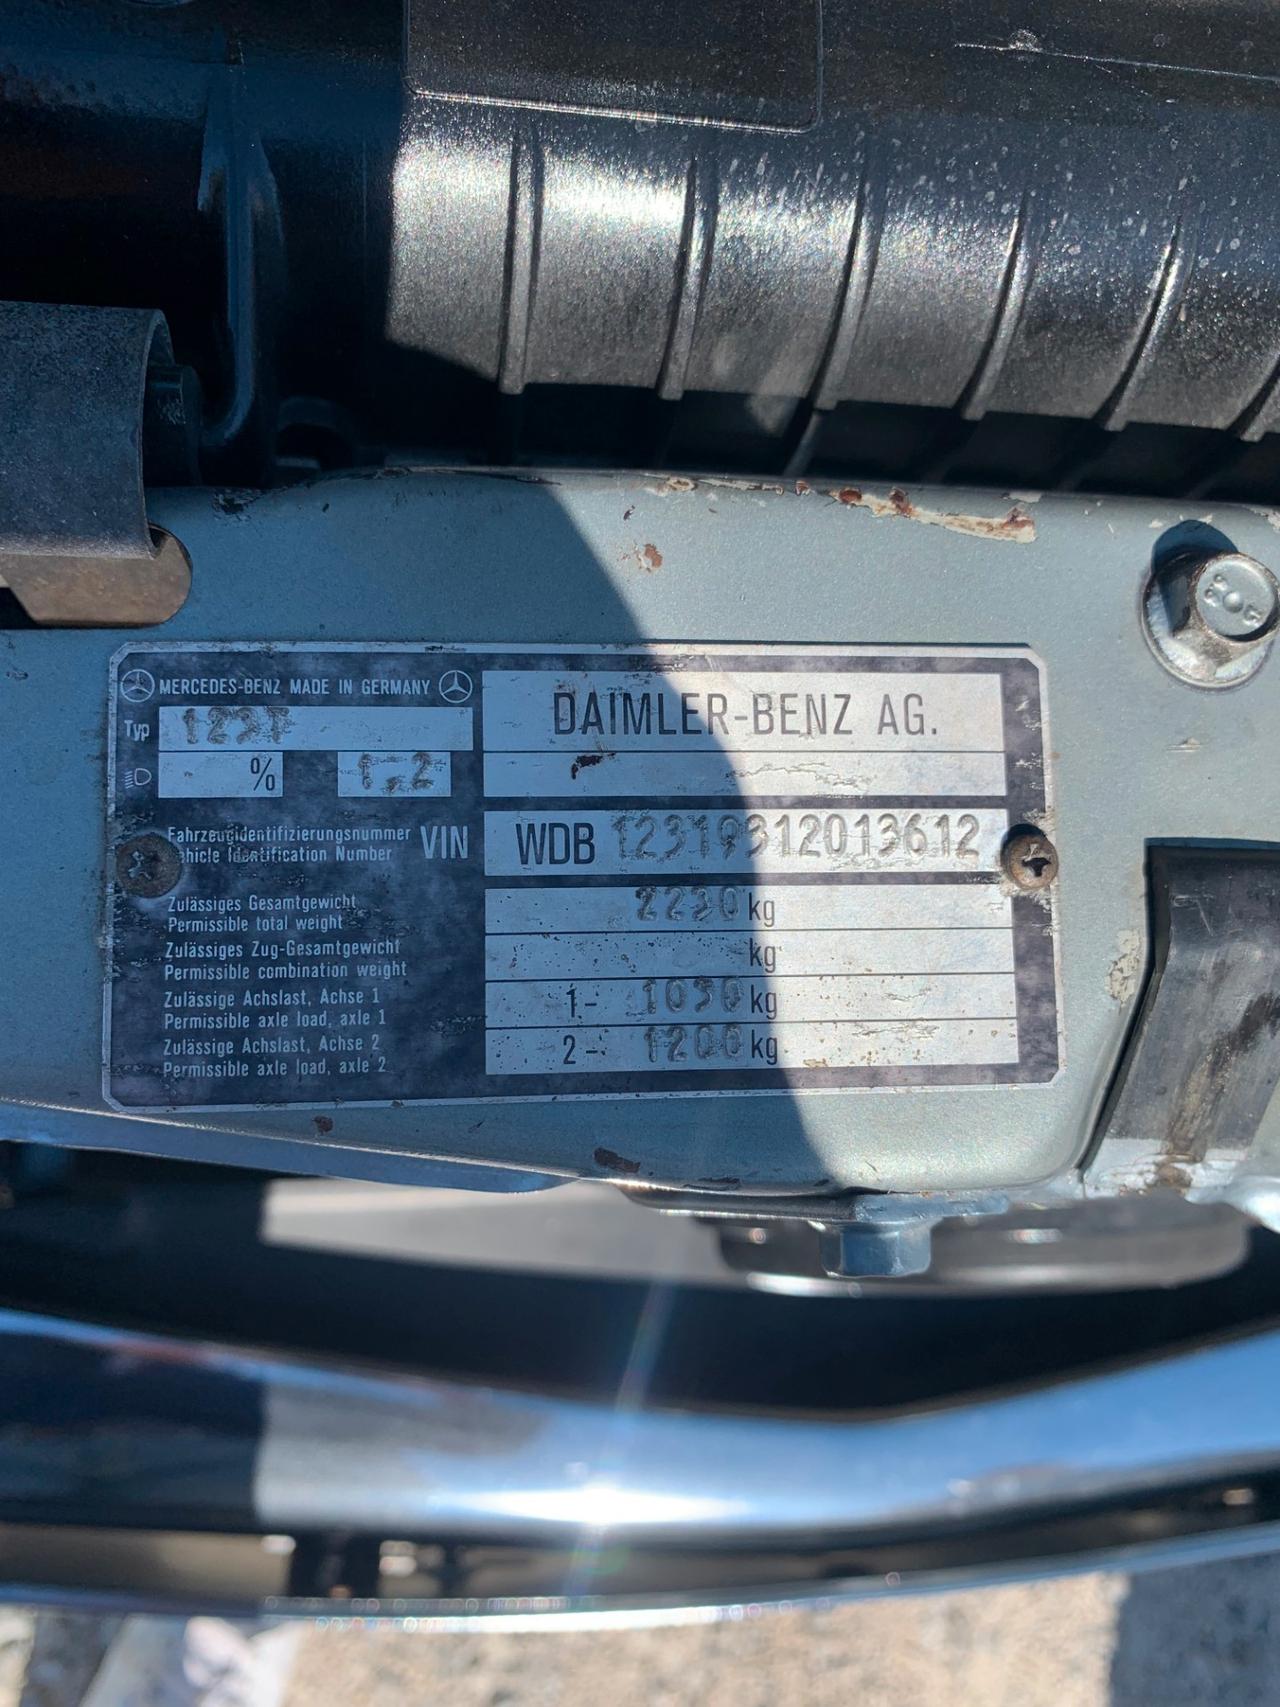 MERCEDES-BENZ MADE IN GERMANY
Typ 123T
% 1,2
DAIMLER-BENZ AG.
Fahrzeugidentifizierungsnummer
Vehicle Identification Number
VIN
WDB 12319312013612
Zulässiges Gesamtgewicht
Permissible total weight
2230 kg
Zulässiges Zug-Gesamtgewicht
Permissible combination weight
kg
Zulässige Achslast, Achse 1
Permissible axle load, axle 1
1- 1030 kg
Zulässige Achslast, Achse 2
Permissible axle load, axle 2
2- 1200 kg